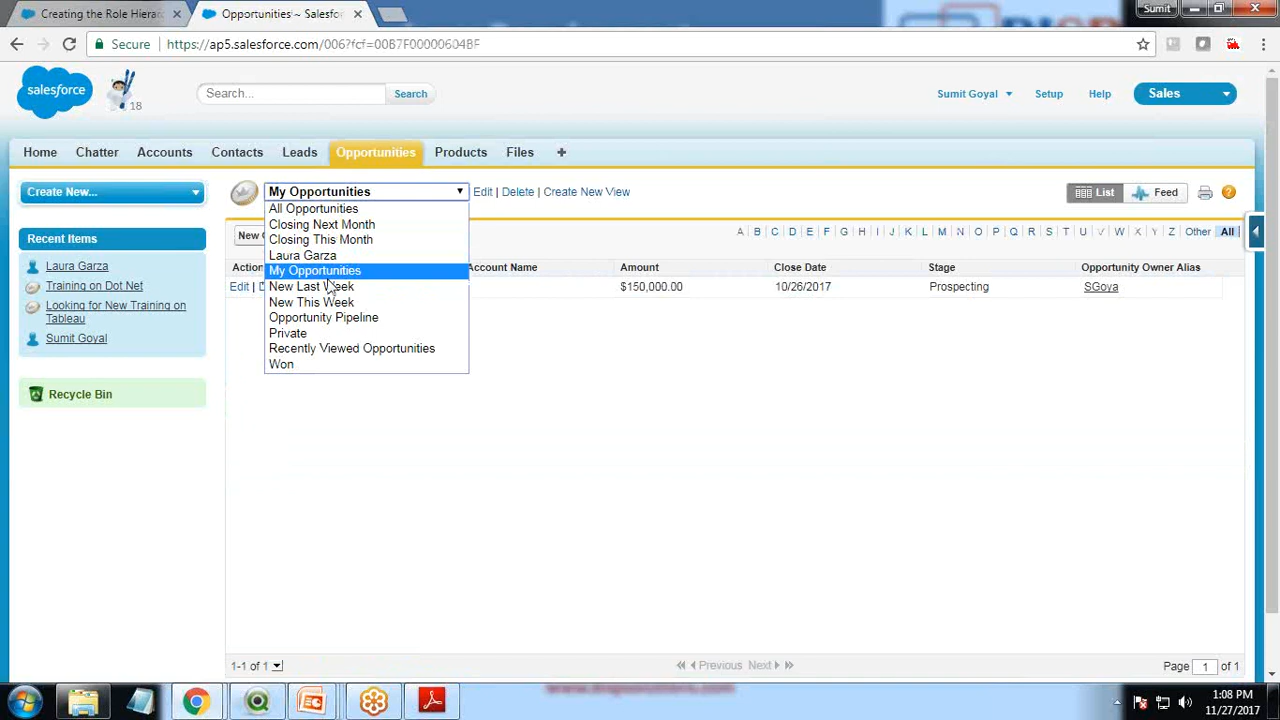 Creating the Role Hierar
Opportunities ~ Salesfo
Sumit
Secure
https://ap5.salesforce.com/006?fcf=00B7F00000604BF
salesforce
18
Search...
Search
Sumit Goyal
Setup
Help
Sales
Home
Chatter
Accounts
Contacts
Leads
Opportunities
Products
Files
Create New...
My Opportunities
Edit | Delete | Create New View
List
Feed
All Opportunities
Closing Next Month
Closing This Month
Laura Garza
My Opportunities
New Last Week
New This Week
Opportunity Pipeline
Private
Recently Viewed Opportunities
Won
New
A | B | C | D | E | F | G | H | I | J | K | L | M | N | O | P | Q | R | S | T | U | V | W | X | Y | Z | Other All
Action
Account Name
Amount
Close Date
Stage
Opportunity Owner Alias
Edit |
$150,000.00
10/26/2017
Prospecting
SGoya
Recent Items
Laura Garza
Training on Dot Net
Looking for New Training on
Tableau
Sumit Goyal
Recycle Bin
1-1 of 1
Previous Next
Page 1 of 1
1:08 PM
11/27/2017